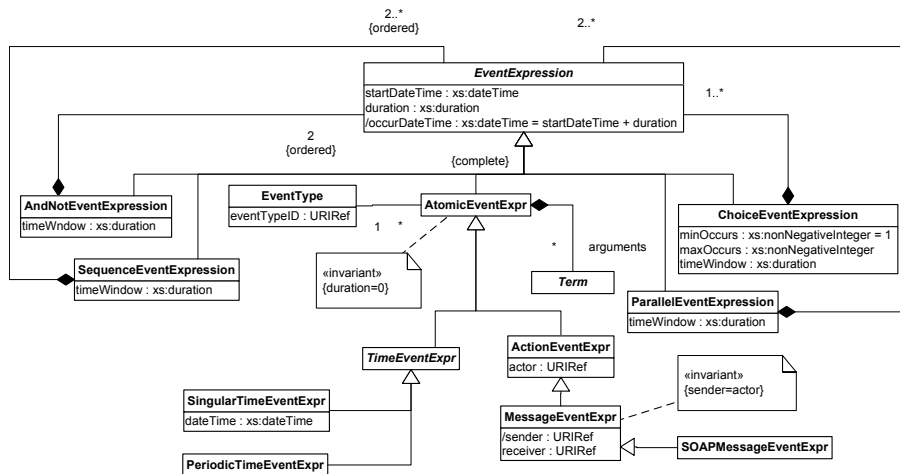 2..*
{ordered}
2..*
EventExpression
startDateTime : xs:dateTime
duration : xs:duration
/occurDateTime : xs:dateTime = startDateTime + duration
1..*
2
{ordered}
{complete}
AndNotEventExpression
timeWndow : xs:duration
EventType
eventTypeID : URIRef
1
*
AtomicEventExpr
ChoiceEventExpression
minOccurs : xs:nonNegativeInteger = 1
maxOccurs : xs:nonNegativeInteger
timeWindow : xs:duration
SequenceEventExpression
timeWindow : xs:duration
«invariant»
{duration=0}
*
arguments
Term
ParallelEventExpression
timeWindow : xs:duration
TimeEventExpr
ActionEventExpr
actor : URIRef
«invariant»
{sender=actor}
SingularTimeEventExpr
dateTime : xs:dateTime
MessageEventExpr
/sender : URIRef
receiver : URIRef
SOAPMessageEventExpr
PeriodicTimeEventExpr